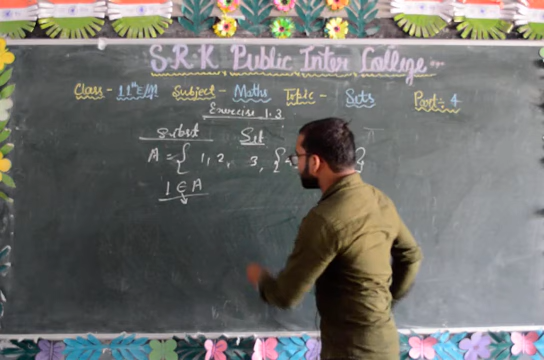 S.R.K Public Inter College
Class - 11th E/M Subject - Maths Topic - Sets Part: 4
Exercise 1.3
Subset Set
A = { 1, 2, 3, { }
1 ∈ A